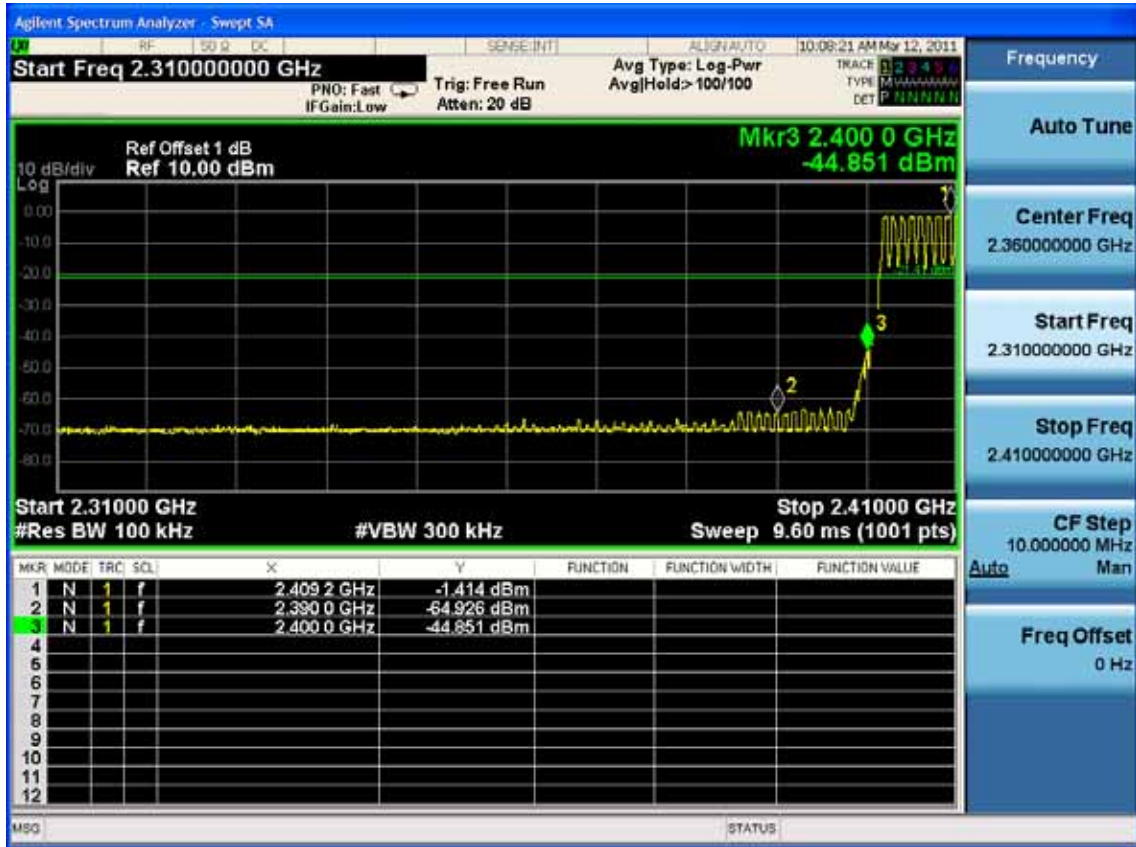 Agilent Spectrum Analyzer - Swept SA
RF 50 Ω DC SENSE:INT ALIGN AUTO 10:08:21 AM Mar 12, 2011
Start Freq 2.310000000 GHz
PNO: Fast
IFGain:Low
Trig: Free Run
Atten: 20 dB
Avg Type: Log-Pwr
Avg|Hold:> 100/100
TRACE 1 2 3 4 5 6
TYPE M
DET P N N N N N
Mkr3 2.400 0 GHz
-44.851 dBm
Ref Offset 1 dB
10 dB/div Ref 10.00 dBm
Log
0.00
-10.0
-20.0
-30.0
-40.0
-50.0
-60.0
-70.0
-80.0
1
2
3
Start 2.31000 GHz Stop 2.41000 GHz
#Res BW 100 kHz #VBW 300 kHz Sweep 9.60 ms (1001 pts)
MKR MODE TRC SCL X Y FUNCTION FUNCTION WIDTH FUNCTION VALUE
1 N 1 f 2.409 2 GHz -1.414 dBm
2 N 1 f 2.390 0 GHz -64.926 dBm
3 N 1 f 2.400 0 GHz -44.851 dBm
4
5
6
7
8
9
10
11
12
MSG STATUS
Frequency
Auto Tune
Center Freq
2.360000000 GHz
Start Freq
2.310000000 GHz
Stop Freq
2.410000000 GHz
CF Step
10.000000 MHz
Auto Man
Freq Offset
0 Hz